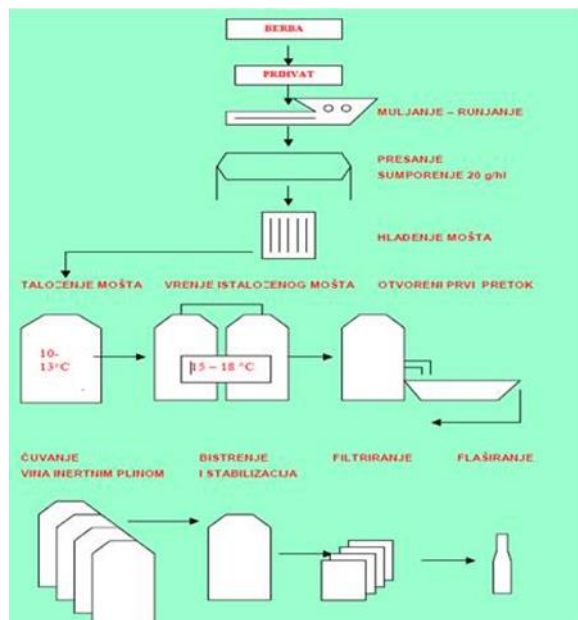 BERBA
PRIHVAT
MULJANJE – RUNJANJE
PRESANJE
SUMPORENJE 20 g/hl
HLAĐENJE MOŠTA
TALOŽENJE MOŠTA
VRENJE ISTALOŽENOG MOŠTA
OTVORENI PRVI PRETOK
10-
13°C
15 – 18 °C
ČUVANJE
VINA INERTNIM PLINOM
BISTRENJE
I STABILIZACIJA
FILTRIRANJE
FLAŠIRANJE